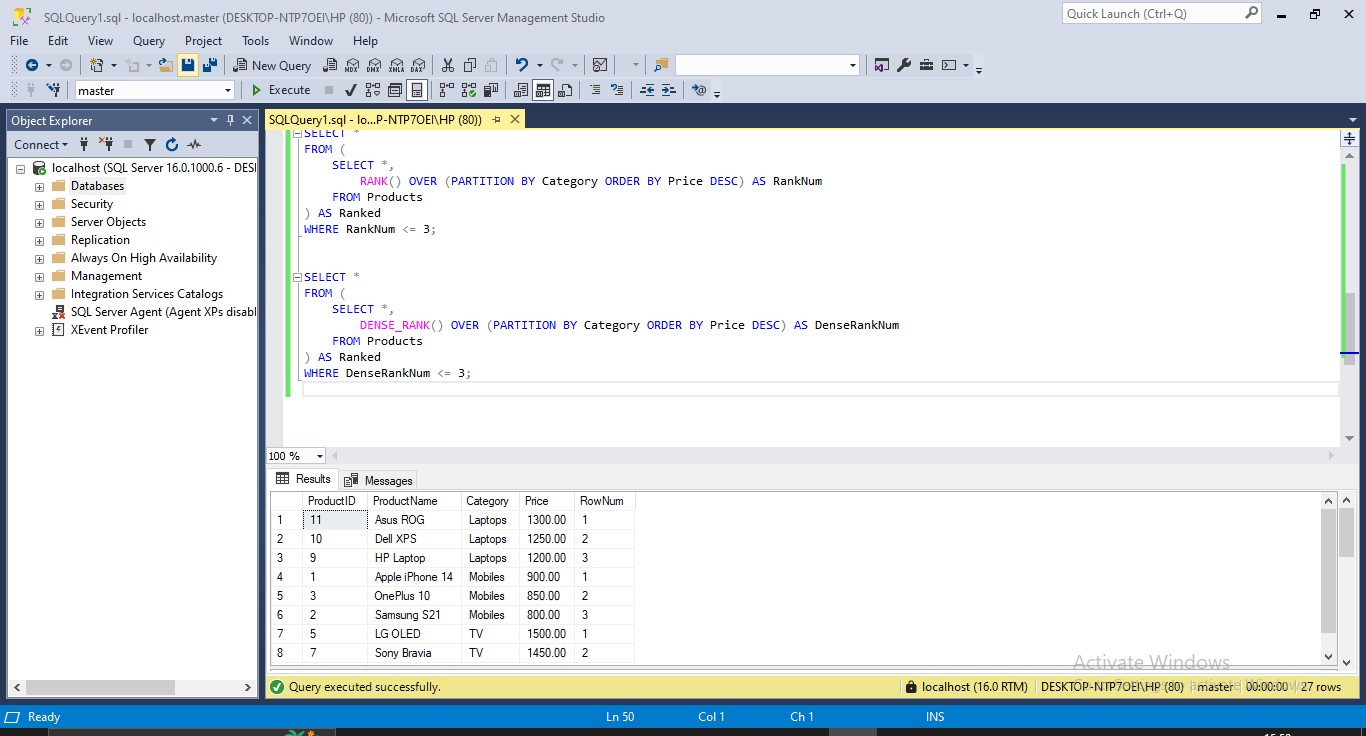 SQLQuery1.sql - localhost.master (DESKTOP-NTP7OEI\HP (80)) - Microsoft SQL Server Management Studio
Quick Launch (Ctrl+Q)
File Edit View Query Project Tools Window Help
New Query MDX DMX XMLA DAX
master Execute
Object Explorer
SQLQuery1.sql - lo...P-NTP7OEI\HP (80))
Connect
localhost (SQL Server 16.0.1000.6 - DESI
Databases
Security
Server Objects
Replication
Always On High Availability
Management
Integration Services Catalogs
SQL Server Agent (Agent XPs disabl
XEvent Profiler
SELECT *
FROM (
SELECT *,
RANK() OVER (PARTITION BY Category ORDER BY Price DESC) AS RankNum
FROM Products
) AS Ranked
WHERE RankNum <= 3;
SELECT *
FROM (
SELECT *,
DENSE_RANK() OVER (PARTITION BY Category ORDER BY Price DESC) AS DenseRankNum
FROM Products
) AS Ranked
WHERE DenseRankNum <= 3;
100 %
Results Messages
ProductID ProductName Category Price RowNum
1 11 Asus ROG Laptops 1300.00 1
2 10 Dell XPS Laptops 1250.00 2
3 9 HP Laptop Laptops 1200.00 3
4 1 Apple iPhone 14 Mobiles 900.00 1
5 3 OnePlus 10 Mobiles 850.00 2
6 2 Samsung S21 Mobiles 800.00 3
7 5 LG OLED TV 1500.00 1
8 7 Sony Bravia TV 1450.00 2
Activate Windows
Query executed successfully. localhost (16.0 RTM) DESKTOP-NTP7OEI\HP (80) master 00:00:00 27 rows
Ready Ln 50 Col 1 Ch 1 INS